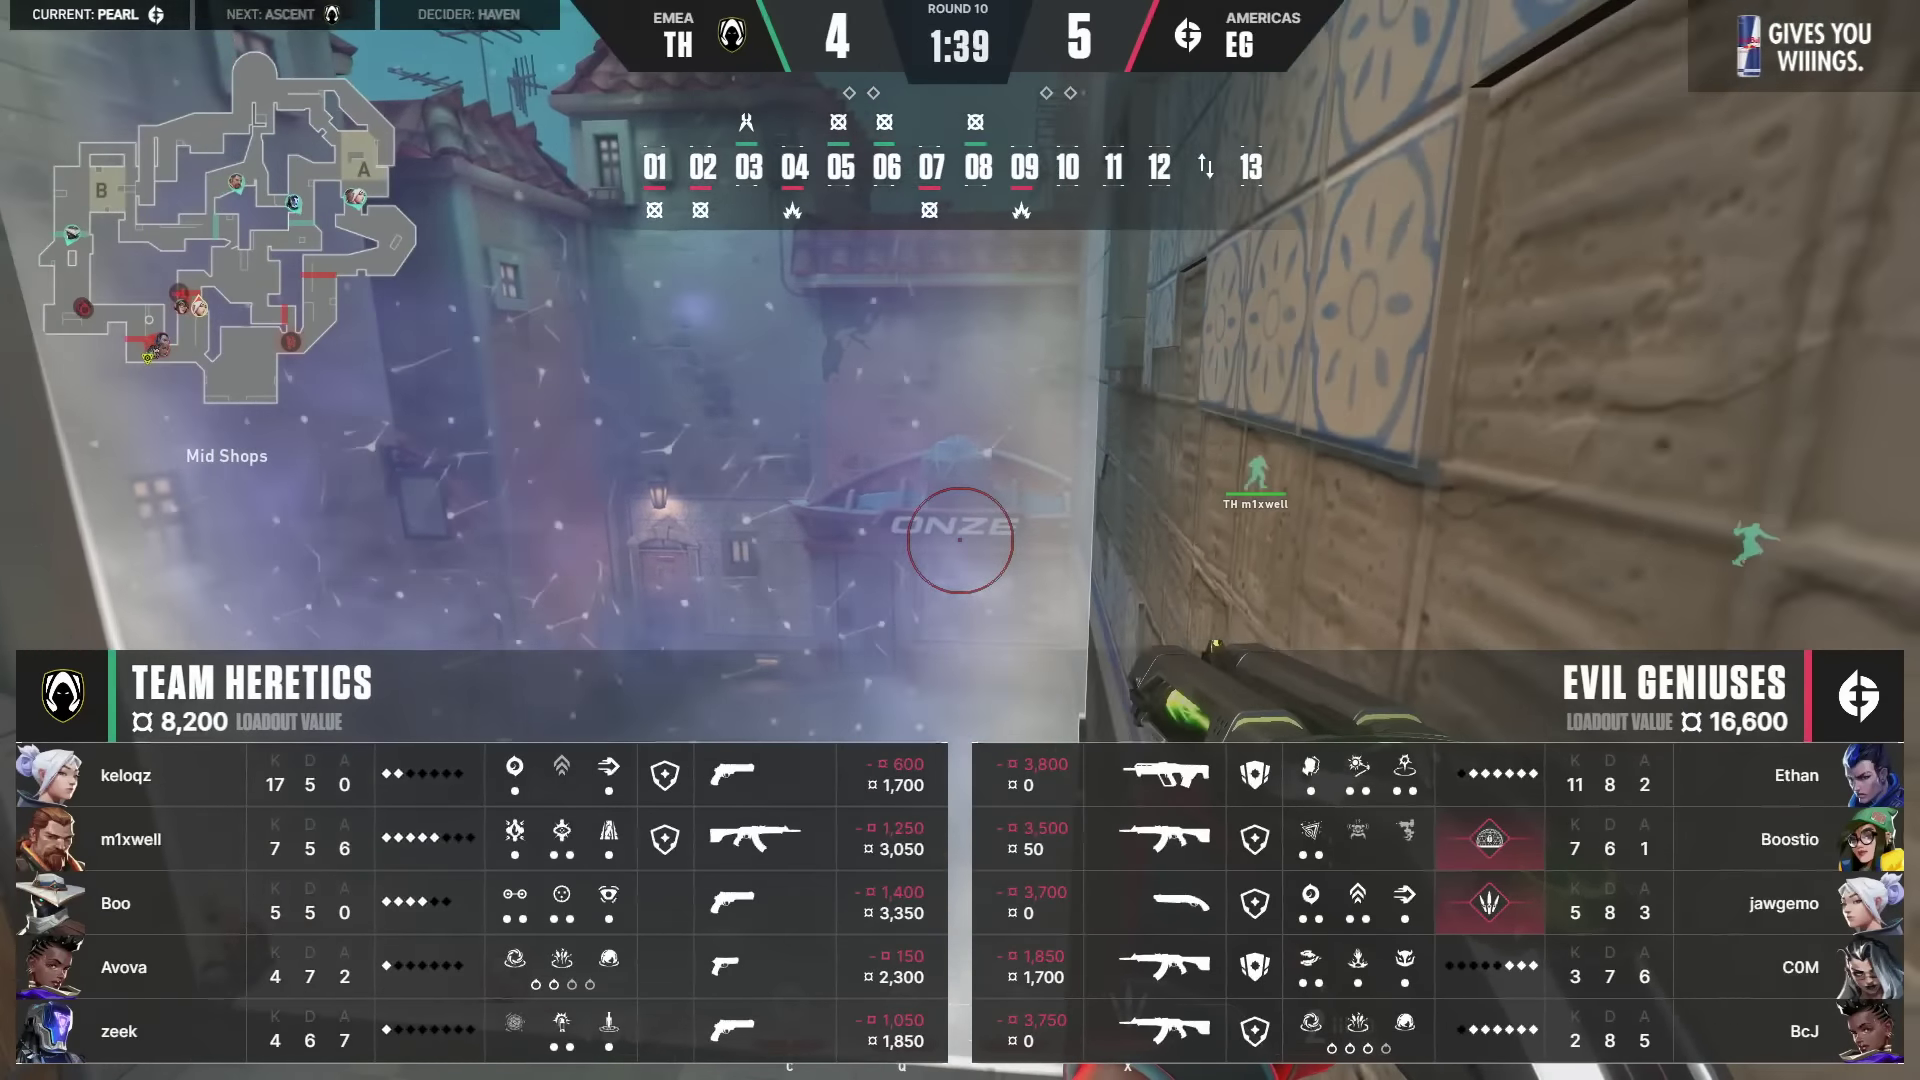 CURRENT: PEARL
NEXT: ASCENT
DECIDER: HAVEN
EMEA
TH
4
ROUND 10
1:39
5
AMERICAS
EG
GIVES YOU
WIIINGS.
A
B
01 02 03 04 05 06 07 08 09 10 11 12 13
Mid Shops
ONZE
TH m1xwell
TEAM HERETICS
8,200 LOADOUT VALUE
EVIL GENIUSES
LOADOUT VALUE 16,600
keloqz
K D A
17 5 0
- 600
1,700
m1xwell
K D A
7 5 6
- 1,250
3,050
Boo
K D A
5 5 0
- 1,400
3,350
Avova
K D A
4 7 2
- 150
2,300
zeek
K D A
4 6 7
- 1,050
1,850
- 3,800
0
K D A
11 8 2
Ethan
- 3,500
50
K D A
7 6 1
Boostio
- 3,700
0
K D A
5 8 3
jawgemo
- 1,850
1,700
K D A
3 7 6
C0M
- 3,750
0
K D A
2 8 5
BcJ
C Q X